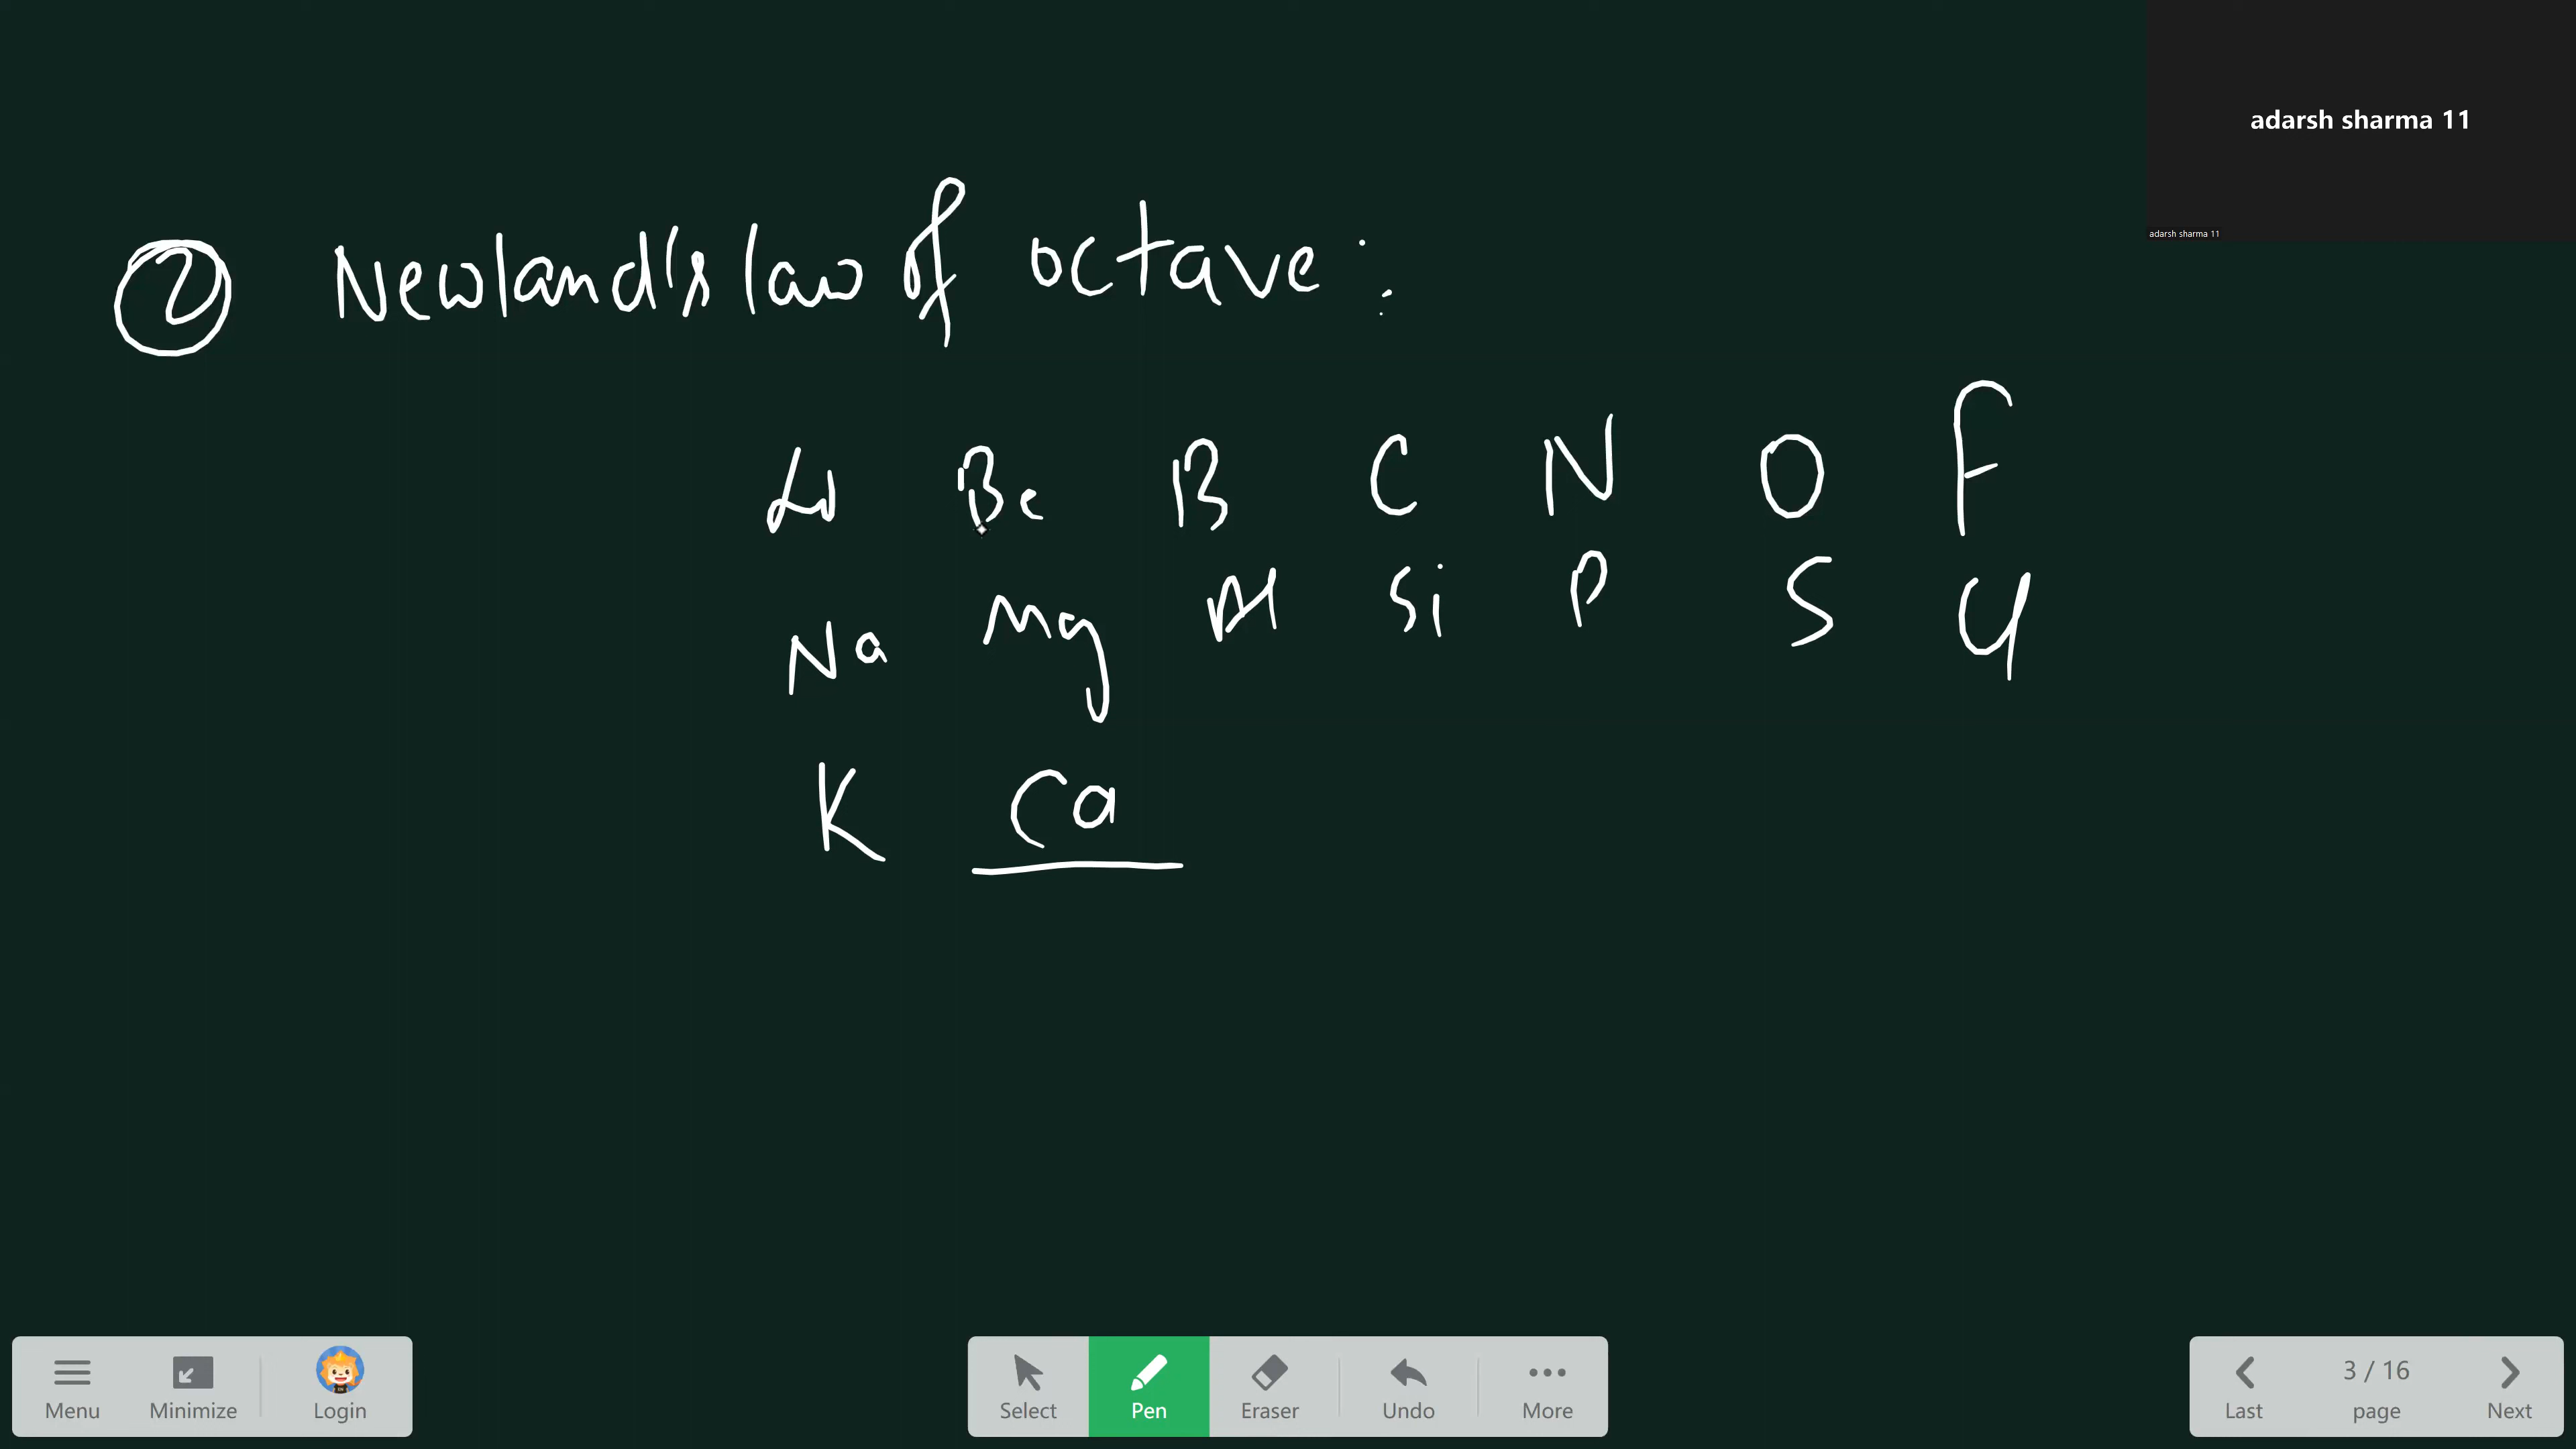 adarsh sharma 11
adarsh sharma 11
② Newland's law of octave :
Li Be B C N O F
Na Mg Al Si P S Cl
K Ca
Menu Minimize Login Select Pen Eraser Undo More Last 3 / 16 page Next